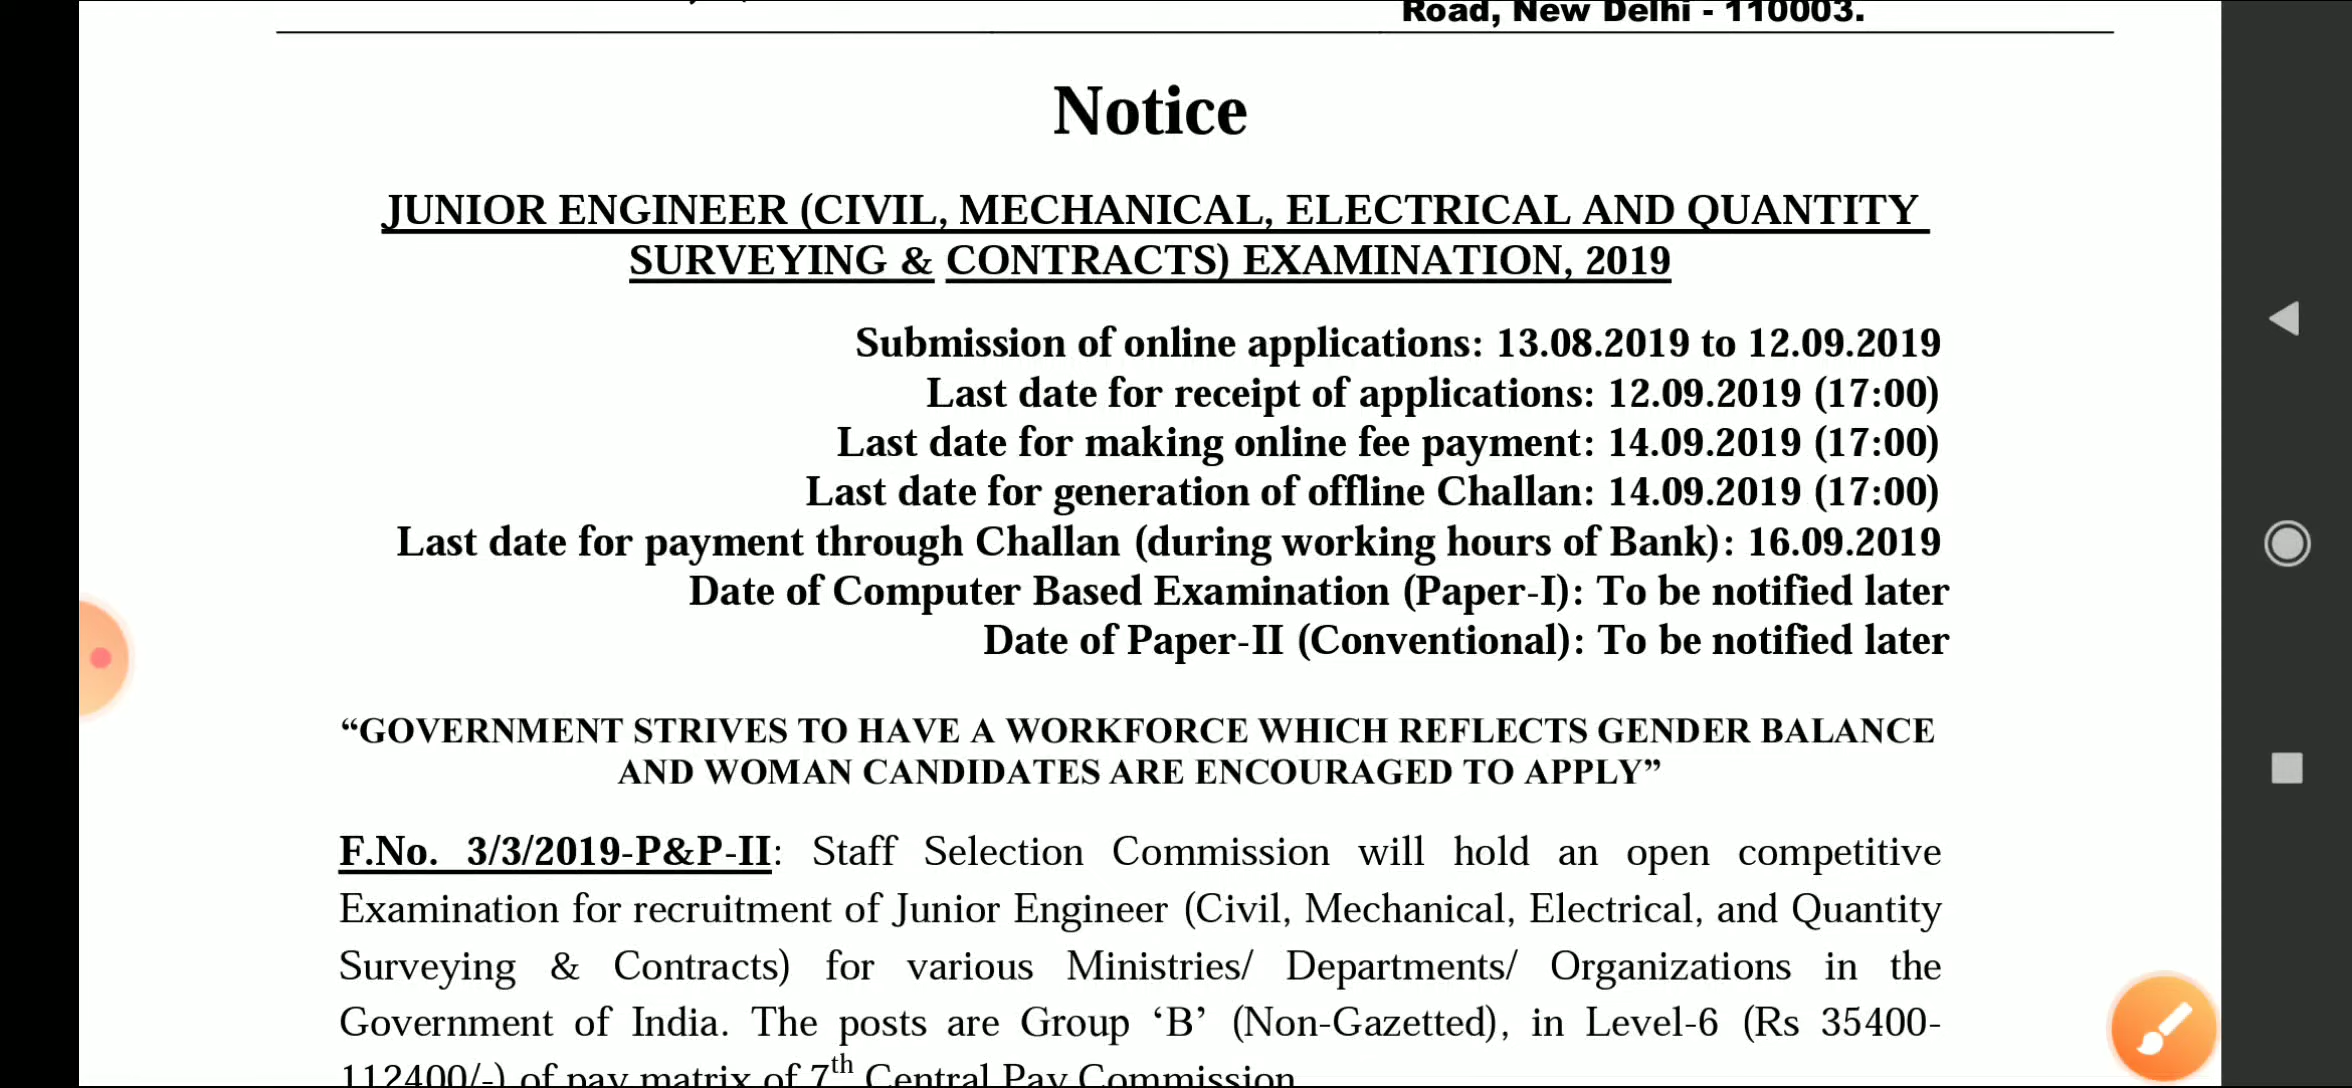 Road, New Delhi - 110003.
Notice
JUNIOR ENGINEER (CIVIL, MECHANICAL, ELECTRICAL AND QUANTITY
SURVEYING & CONTRACTS) EXAMINATION, 2019
Submission of online applications: 13.08.2019 to 12.09.2019
Last date for receipt of applications: 12.09.2019 (17:00)
Last date for making online fee payment: 14.09.2019 (17:00)
Last date for generation of offline Challan: 14.09.2019 (17:00)
Last date for payment through Challan (during working hours of Bank): 16.09.2019
Date of Computer Based Examination (Paper-I): To be notified later
Date of Paper-II (Conventional): To be notified later
“GOVERNMENT STRIVES TO HAVE A WORKFORCE WHICH REFLECTS GENDER BALANCE
AND WOMAN CANDIDATES ARE ENCOURAGED TO APPLY”
F.No. 3/3/2019-P&P-II: Staff Selection Commission will hold an open competitive
Examination for recruitment of Junior Engineer (Civil, Mechanical, Electrical, and Quantity
Surveying & Contracts) for various Ministries/ Departments/ Organizations in the
Government of India. The posts are Group ‘B’ (Non-Gazetted), in Level-6 (Rs 35400-
112400/-) of pay matrix of 7th Central Pay Commission